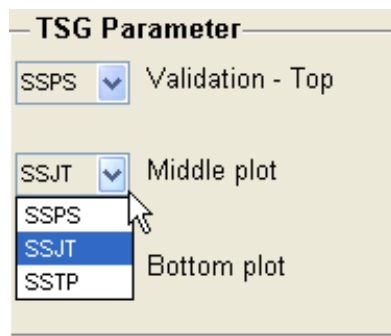 TSG Parameter
SSPS Validation - Top
SSJT Middle plot
SSPS
SSJT
SSTP
Bottom plot